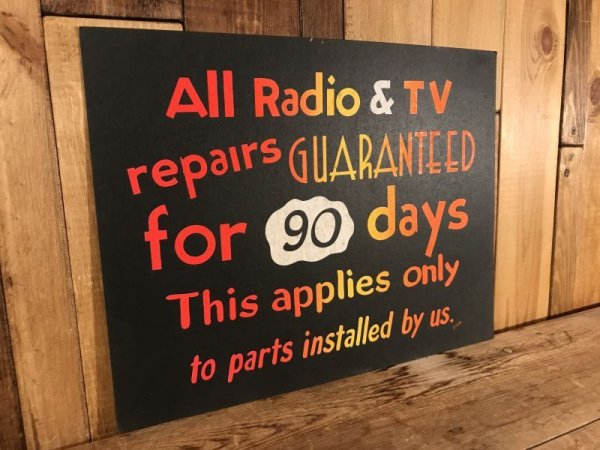 All Radio & TV
repairs GUARANTEED
for 90 days
This applies only
to parts installed by us.